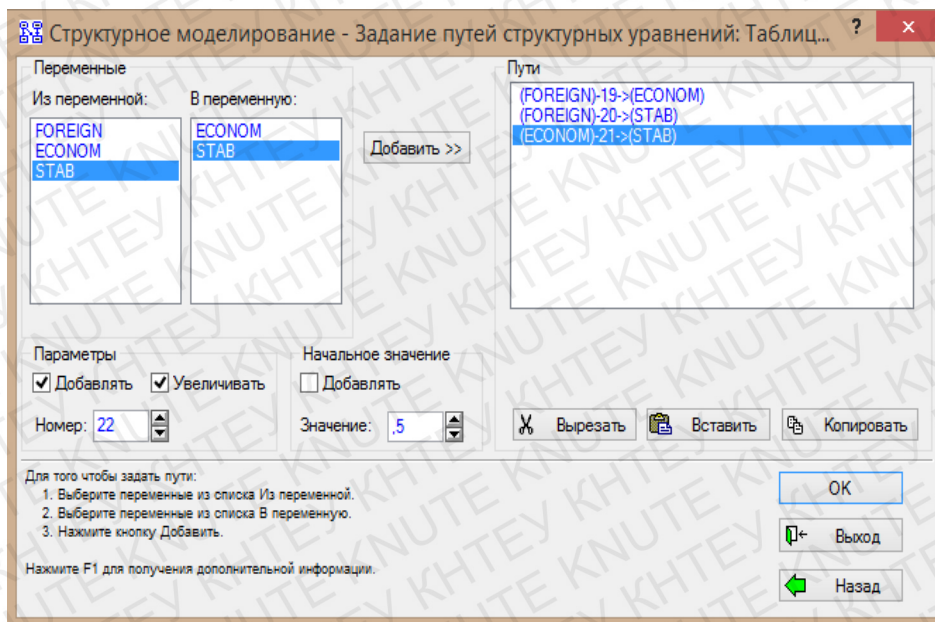 Структурное моделирование - Задание путей структурных уравнений: Таблиц... ?
Переменные
Из переменной: В переменную:
FOREIGN
ECONOM
STAB
ECONOM
STAB
Добавить >>
Пути
(FOREIGN)-19->(ECONOM)
(FOREIGN)-20->(STAB)
(ECONOM)-21->(STAB)
Параметры
Добавлять Увеличивать
Номер: 22
Начальное значение
Добавлять
Значение: ,5
Вырезать Вставить Копировать
Для того чтобы задать пути:
1. Выберите переменные из списка Из переменной.
2. Выберите переменные из списка В переменную.
3. Нажмите кнопку Добавить.
Нажмите F1 для получения дополнительной информации.
OK
Выход
Назад
KNUTE КНТЕУ